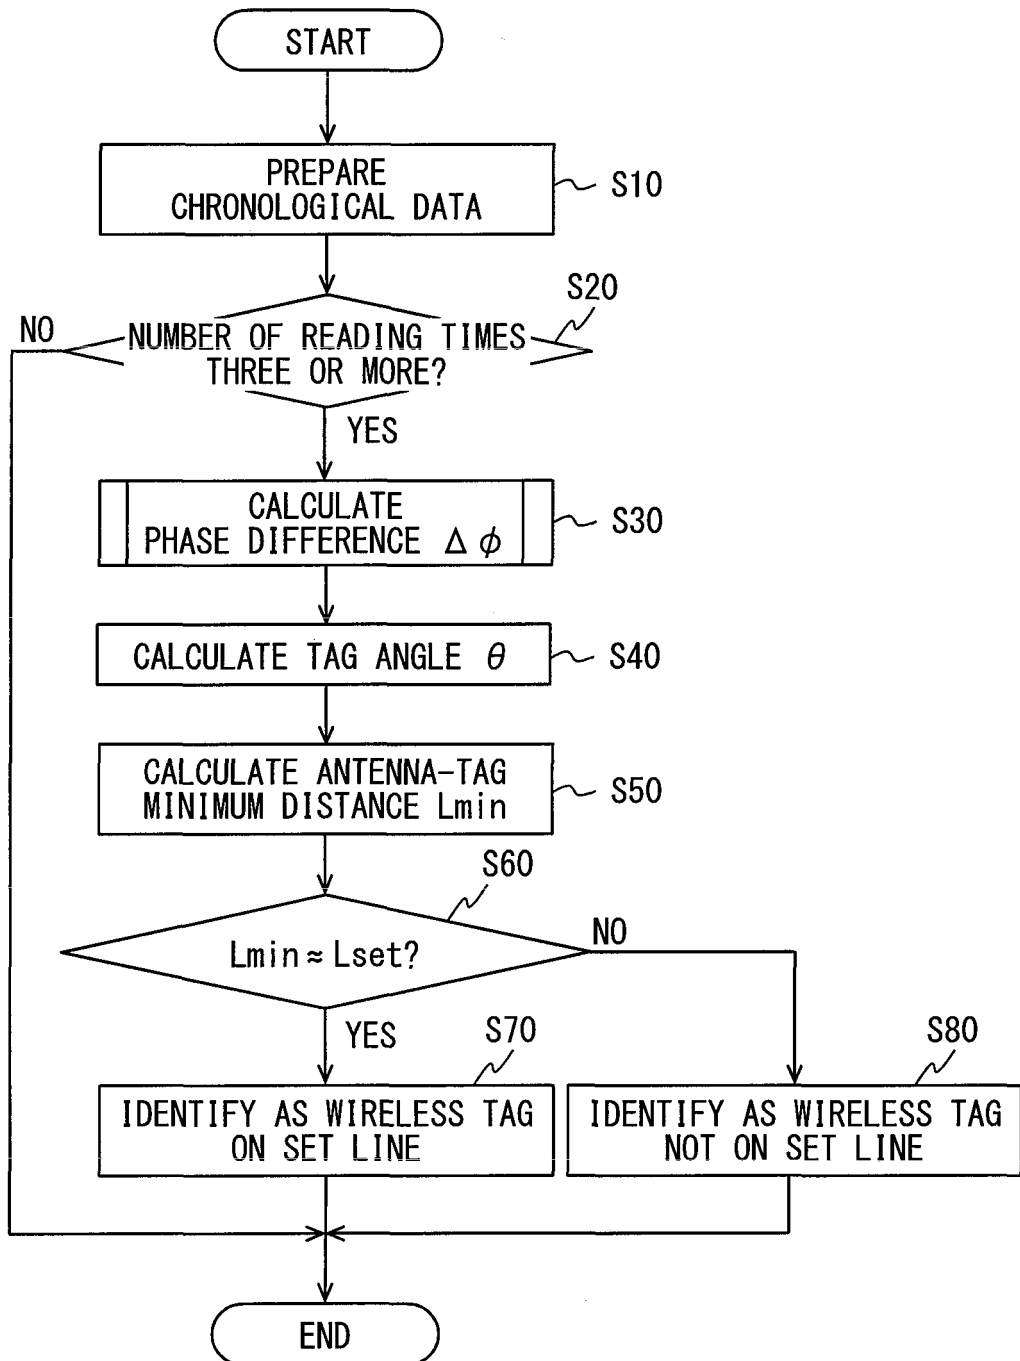 START
PREPARE
CHRONOLOGICAL DATA
S10
S20
NO
NUMBER OF READING TIMES
THREE OR MORE?
YES
CALCULATE
PHASE DIFFERENCE Δφ
S30
CALCULATE TAG ANGLE θ
S40
CALCULATE ANTENNA-TAG
MINIMUM DISTANCE Lmin
S50
S60
Lmin≈Lset?
NO
YES
S70
S80
IDENTIFY AS WIRELESS TAG
ON SET LINE
IDENTIFY AS WIRELESS TAG
NOT ON SET LINE
END